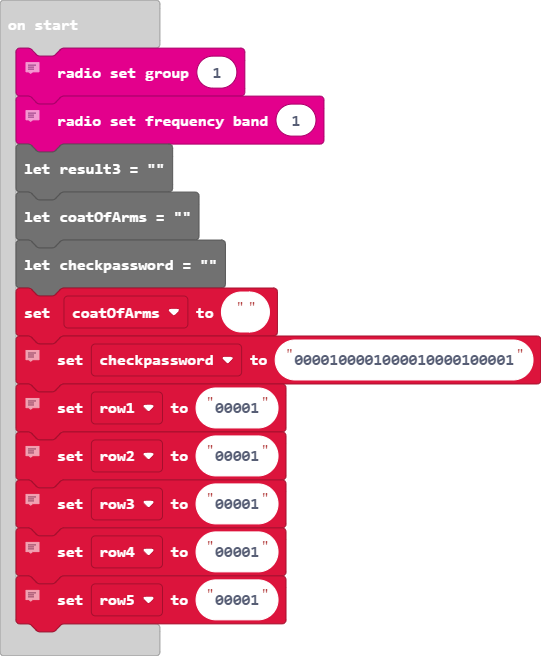 on start
radio set group 1
radio set frequency band 1
let result3 = ""
let coatOfArms = ""
let checkpassword = ""
set coatOfArms to " "
set checkpassword to "0000100001000010000100001"
set row1 to "00001"
set row2 to "00001"
set row3 to "00001"
set row4 to "00001"
set row5 to "00001"